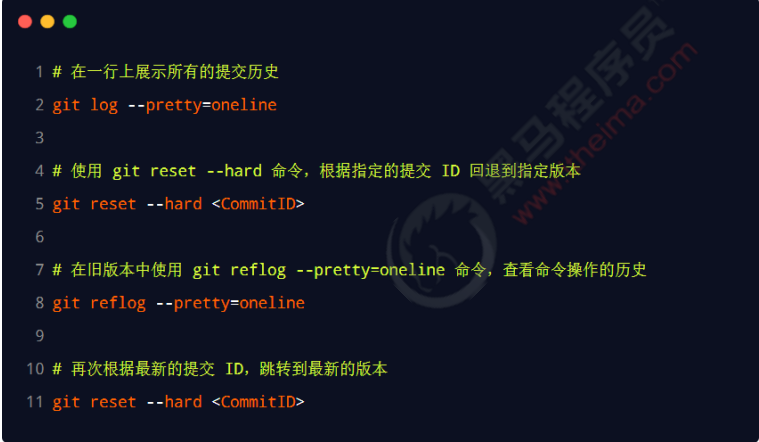 1 # 在一行上展示所有的提交历史
2 git log --pretty=oneline
3
4 # 使用 git reset --hard 命令，根据指定的提交 ID 回退到指定版本
5 git reset --hard <CommitID>
6
7 # 在旧版本中使用 git reflog --pretty=oneline 命令，查看命令操作的历史
8 git reflog --pretty=oneline
9
10 # 再次根据最新的提交 ID，跳转到最新的版本
11 git reset --hard <CommitID>
黑马程序员
www.itheima.com